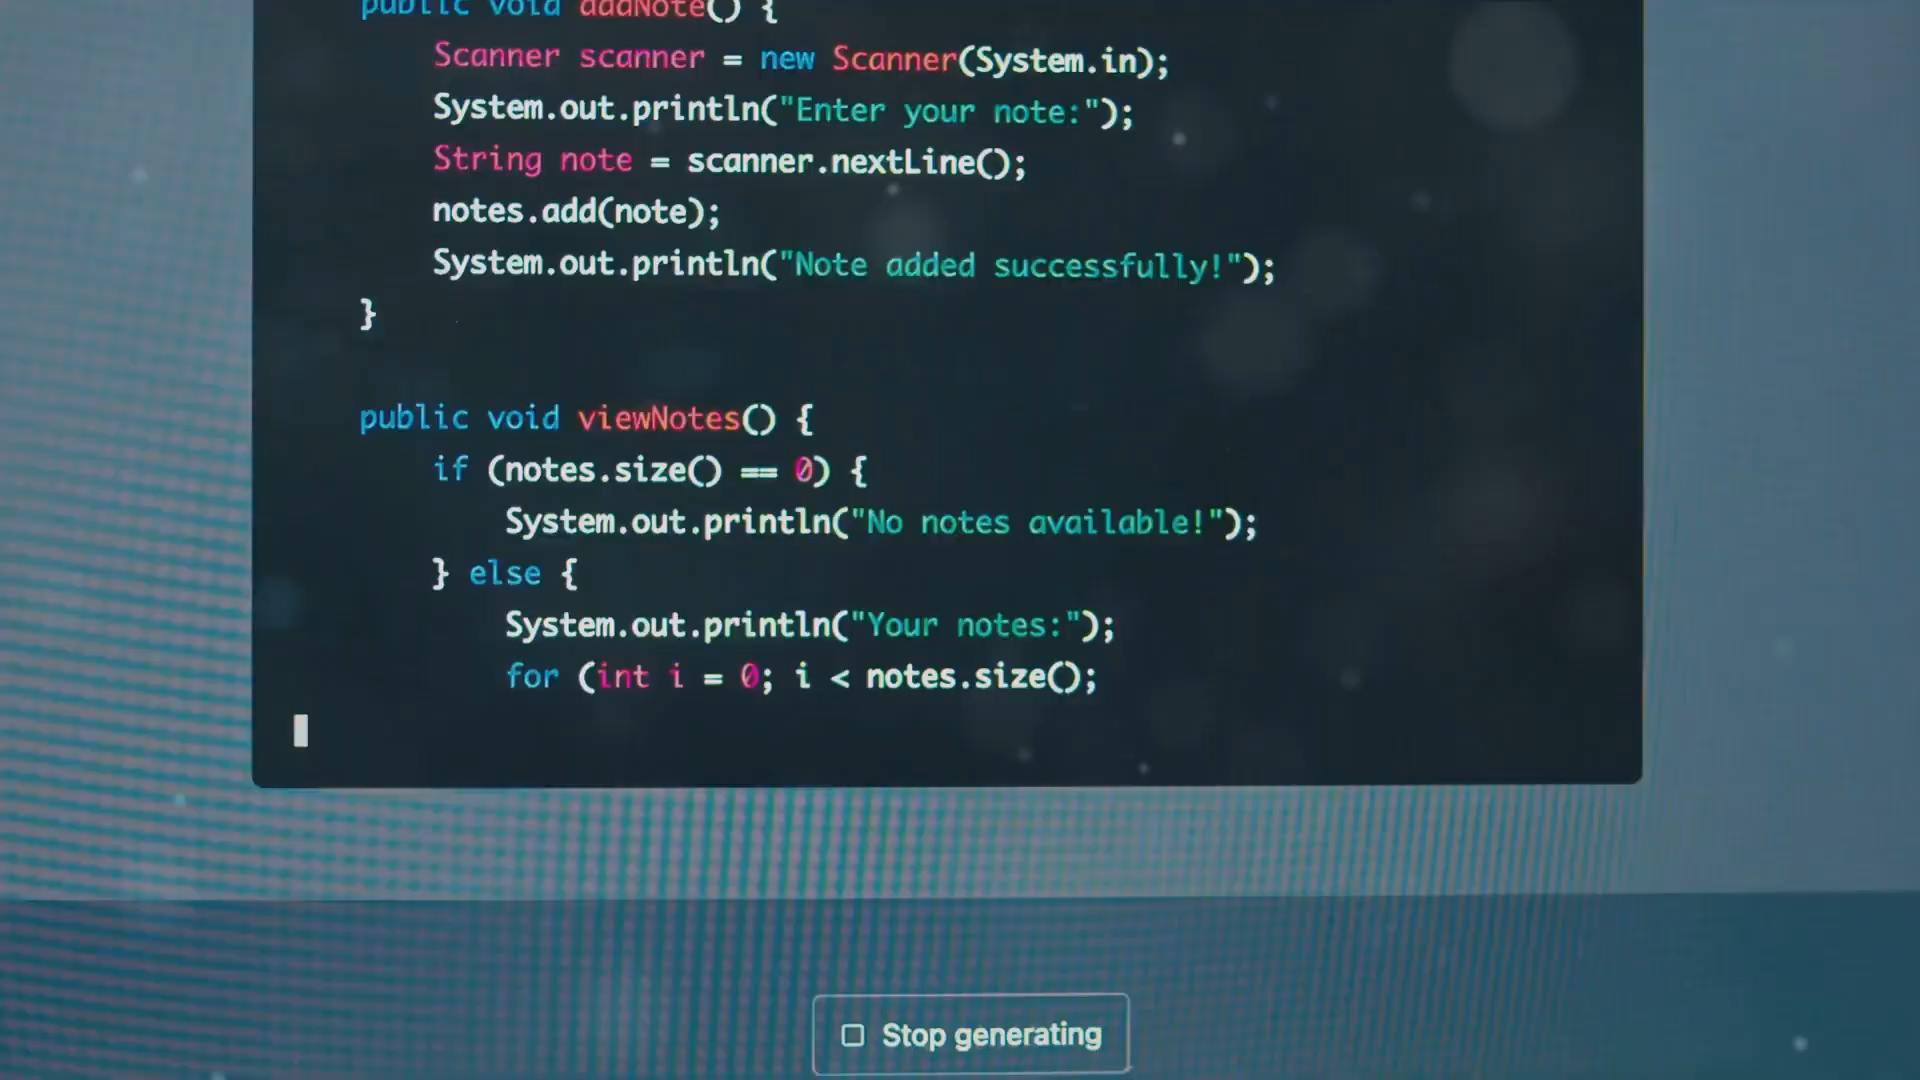 public void addNote() {
Scanner scanner = new Scanner(System.in);
System.out.println("Enter your note:");
String note = scanner.nextLine();
notes.add(note);
System.out.println("Note added successfully!");
}
public void viewNotes() {
if (notes.size() == 0) {
System.out.println("No notes available!");
} else {
System.out.println("Your notes:");
for (int i = 0; i < notes.size();
Stop generating